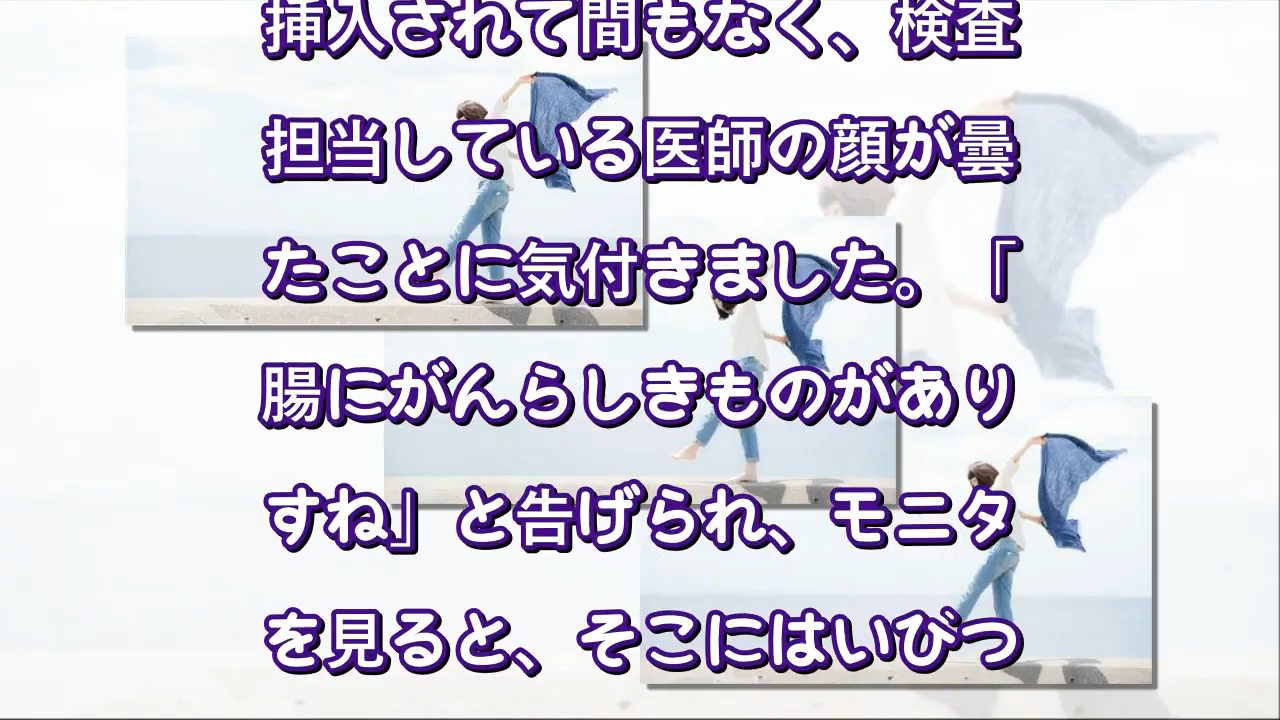 挿入されて間もなく、検査
担当している医師の顔が曇
たことに気付きました。「
腸にがんらしきものがあり
すね」と告げられ、モニタ
を見ると、そこにはいびつ